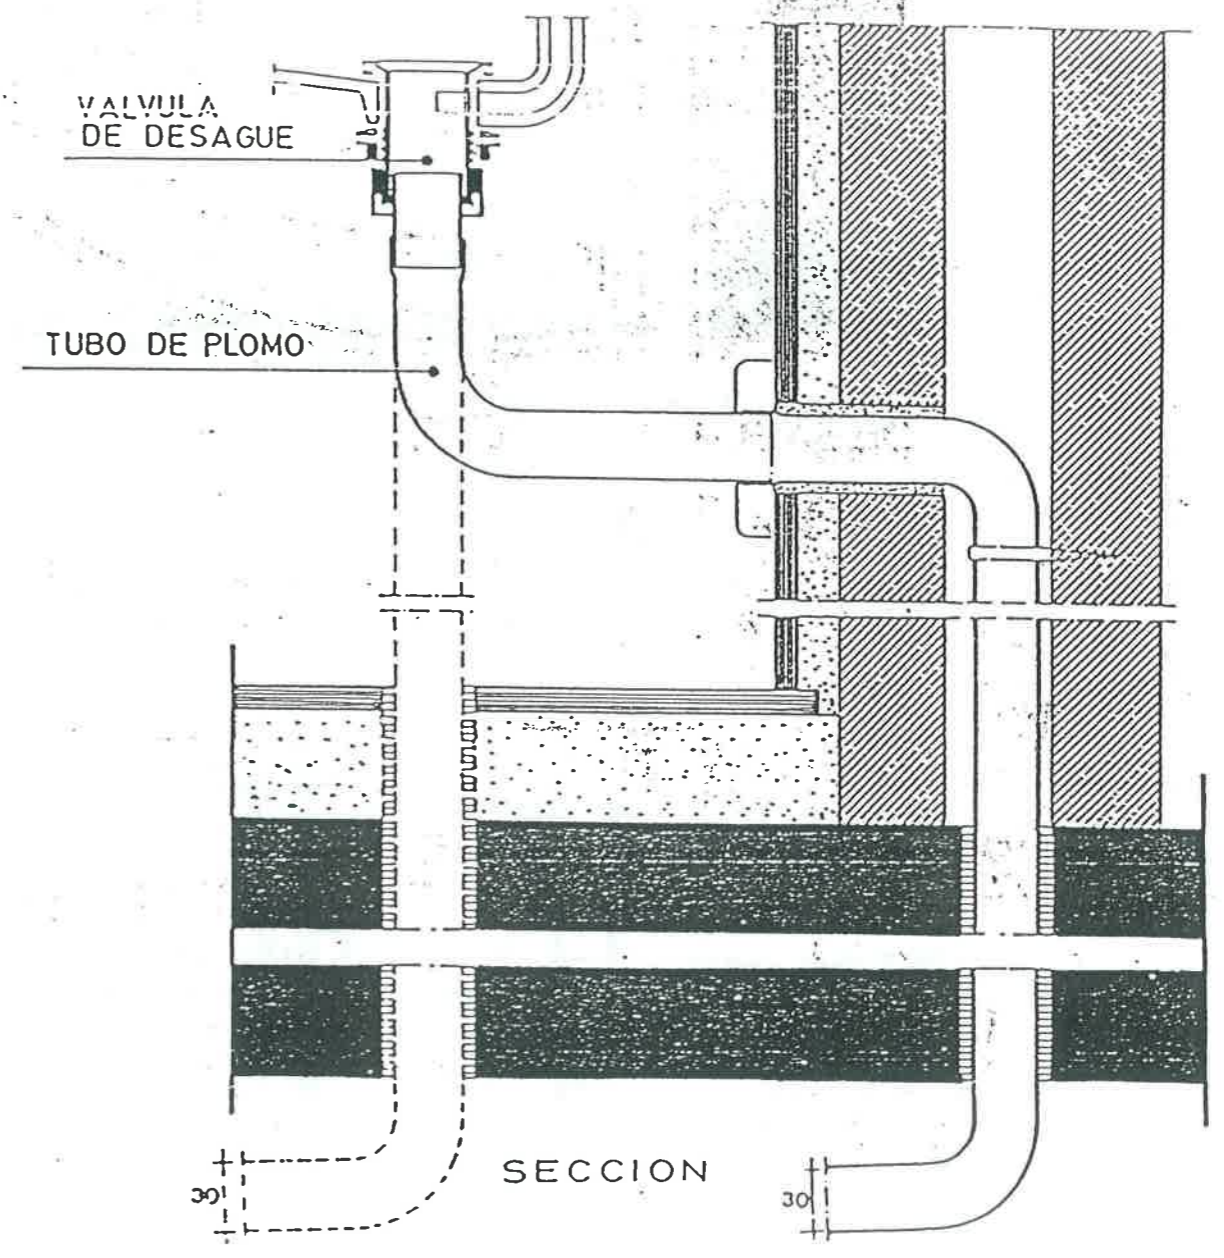 VALVULA
DE DESAGUE
TUBO DE PLOMO
SECCION
30
30